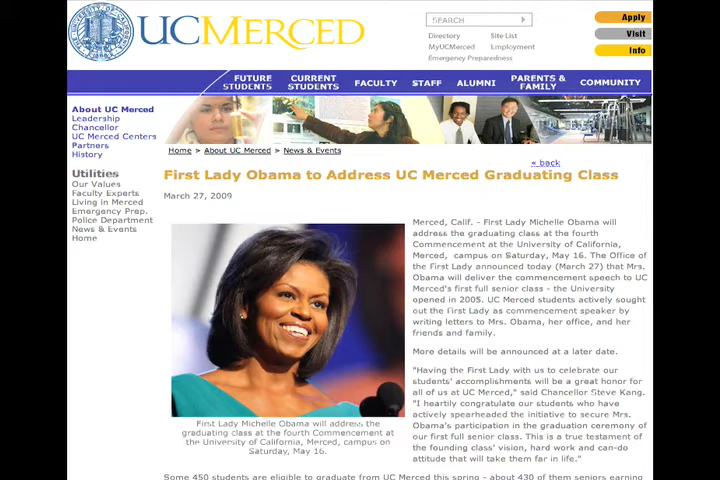 THE UNIVERSITY OF CALIFORNIA
UCMERCED
SEARCH
Directory
Site List
MyUCMerced
Employment
Emergency Preparedness
Apply
Visit
Info
FUTURE STUDENTS
CURRENT STUDENTS
FACULTY
STAFF
ALUMNI
PARENTS & FAMILY
COMMUNITY
About UC Merced
Leadership
Chancellor
UC Merced Centers
Partners
History
Utilities
Our Values
Faculty Experts
Living in Merced
Emergency Prep.
Police Department
News & Events
Home
Home > About UC Merced > News & Events
« back
First Lady Obama to Address UC Merced Graduating Class
March 27, 2009
First Lady Michelle Obama will address the
graduating class at the fourth Commencement at
the University of California, Merced, campus on
Saturday, May 16.
Merced, Calif. - First Lady Michelle Obama will
address the graduating class at the fourth
Commencement at the University of California,
Merced, campus on Saturday, May 16. The Office of
the First Lady announced today (March 27) that Mrs.
Obama will deliver the commencement speech to UC
Merced's first full senior class - the University
opened in 2005. UC Merced students actively sought
out the First Lady as commencement speaker by
writing letters to Mrs. Obama, her office, and her
friends and family.
More details will be announced at a later date.
"Having the First Lady with us to celebrate our
students' accomplishments will be a great honor for
all of us at UC Merced," said Chancellor Steve Kang.
"I heartily congratulate our students who have
actively spearheaded the initiative to secure Mrs.
Obama's participation in the graduation ceremony of
our first full senior class. This is a true testament of
the founding class' vision, hard work and can-do
attitude that will take them far in life."
Some 450 students are eligible to graduate from UC Merced this spring - about 430 of them seniors earning